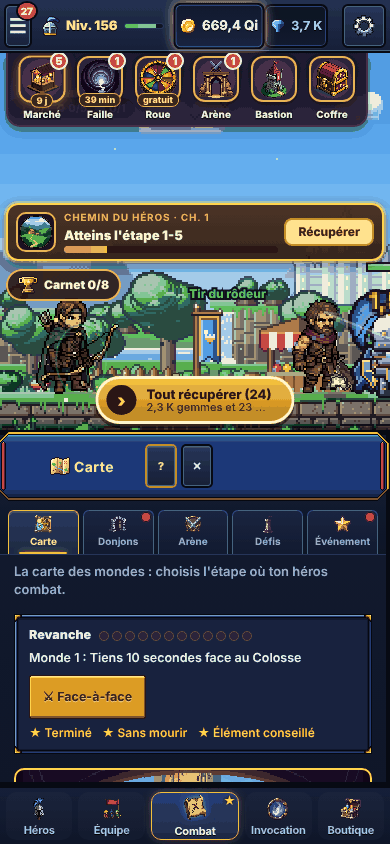 27
Niv. 156
669,4 Qi
3,7 K
5
1
1
1
9 j
39 min
gratuit
Marché
Faille
Roue
Arène
Bastion
Coffre
CHEMIN DU HÉROS · CH. 1
Atteins l'étape 1-5
Récupérer
Carnet 0/8
Tir du rôdeur
Tout récupérer (24)
2,3 K gemmes et 23 ...
Carte
?
×
Carte
Donjons
Arène
Défis
Événement
La carte des mondes : choisis l'étape où ton héros
combat.
Revanche
Monde 1 : Tiens 10 secondes face au Colosse
⚔ Face-à-face
★ Terminé
★ Sans mourir
★ Élément conseillé
Héros
Équipe
Combat
Invocation
Boutique